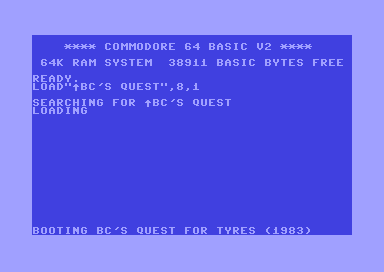 **** COMMODORE 64 BASIC V2 ****
64K RAM SYSTEM  38911 BASIC BYTES FREE
READY.
LOAD"↑BC'S QUEST",8,1
SEARCHING FOR ↑BC'S QUEST
LOADING
BOOTING BC'S QUEST FOR TYRES (1983)